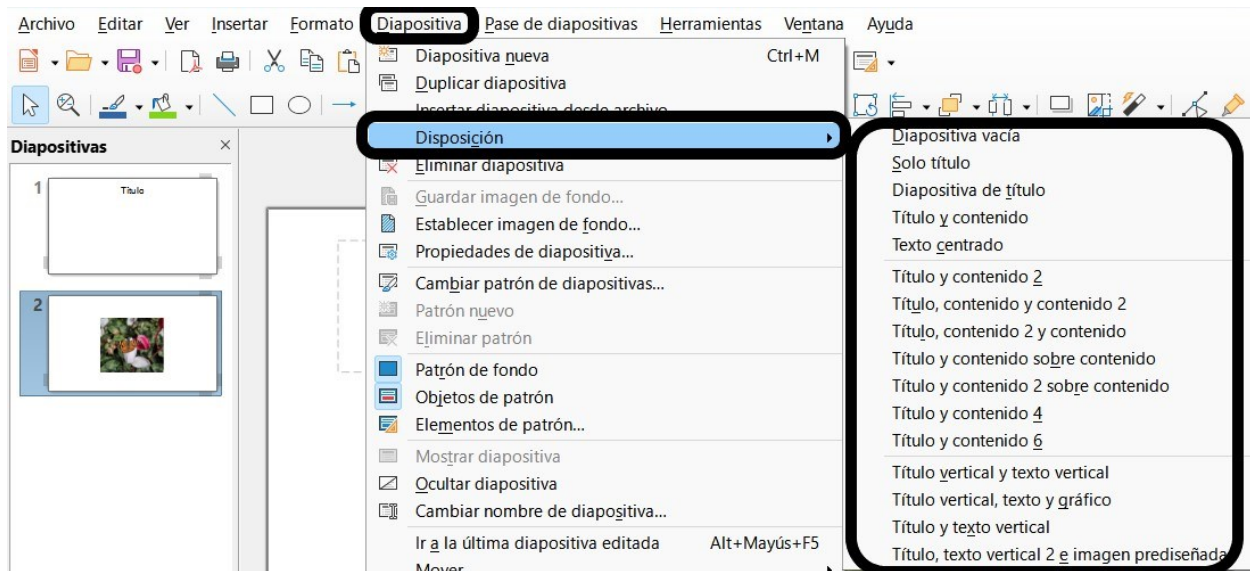 Archivo Editar Ver Insertar Formato Diapositiva Pase de diapositivas Herramientas Ventana Ayuda
Diapositivas
1
Título
2
Diapositiva nueva Ctrl+M
Duplicar diapositiva
Insertar diapositiva desde archivo
Disposición
Eliminar diapositiva
Guardar imagen de fondo...
Establecer imagen de fondo...
Propiedades de diapositiva...
Cambiar patrón de diapositivas...
Patrón nuevo
Eliminar patrón
Patrón de fondo
Objetos de patrón
Elementos de patrón...
Mostrar diapositiva
Ocultar diapositiva
Cambiar nombre de diapositiva...
Ir a la última diapositiva editada Alt+Mayús+F5
Mover
Diapositiva vacía
Solo título
Diapositiva de título
Título y contenido
Texto centrado
Título y contenido 2
Título, contenido y contenido 2
Título, contenido 2 y contenido
Título y contenido sobre contenido
Título y contenido 2 sobre contenido
Título y contenido 4
Título y contenido 6
Título vertical y texto vertical
Título vertical, texto y gráfico
Título y texto vertical
Título, texto vertical 2 e imagen prediseñada